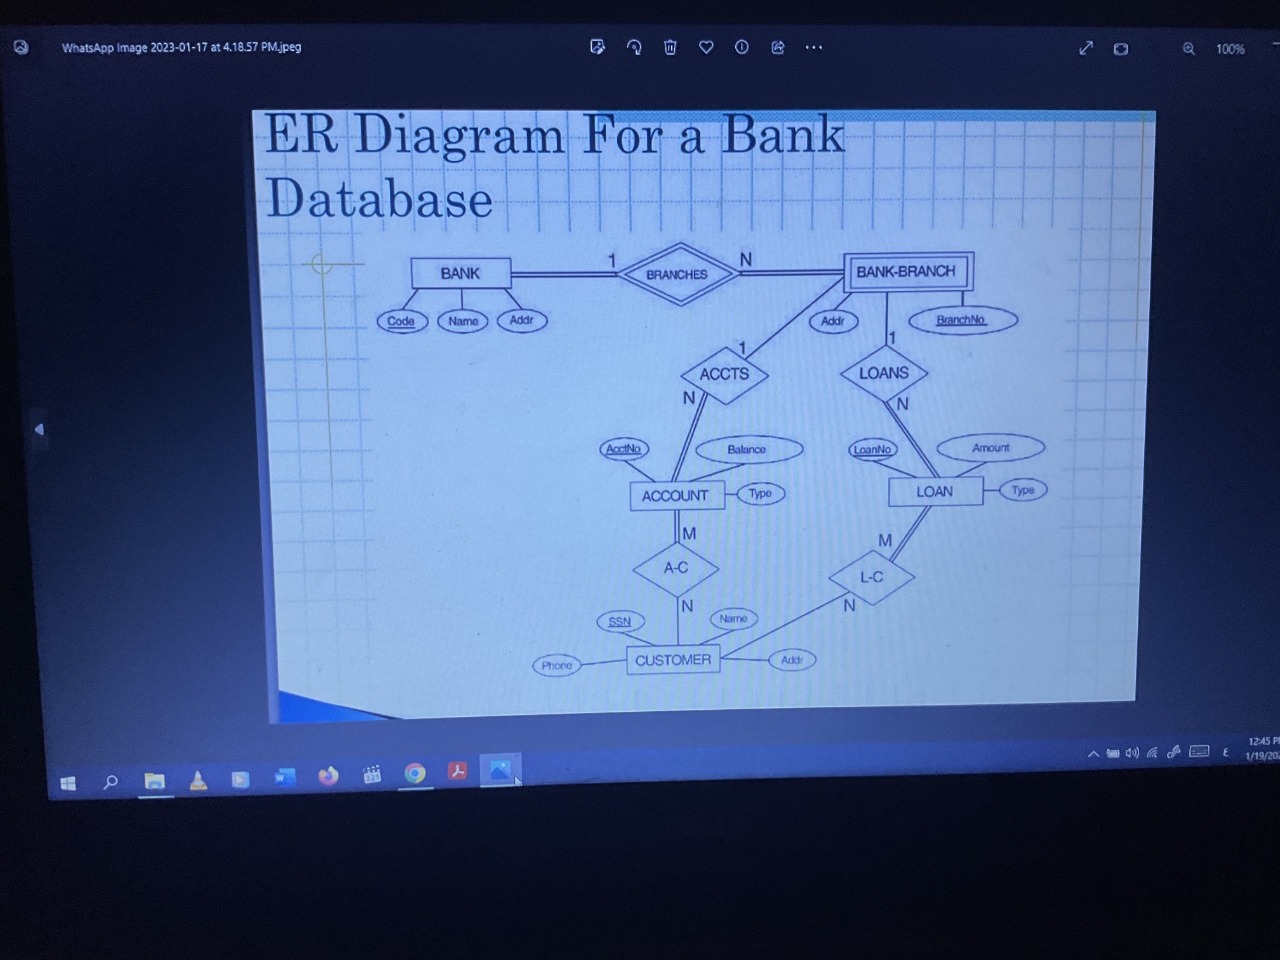 WhatsApp Image 2023-01-17 at 4.18.57 PM.jpeg
100%
ER Diagram For a Bank
Database
1
N
BANK
BRANCHES
BANK-BRANCH
Code
Name
Addr
Addr
BranchNo
1
1
ACCTS
LOANS
N
N
AcctNo
Balance
LoanNo
Amount
ACCOUNT
Type
LOAN
Type
M
M
A-C
L-C
N
N
SSN
Name
Phone
CUSTOMER
Addr
321
W
ع
12:45 P
1/19/20